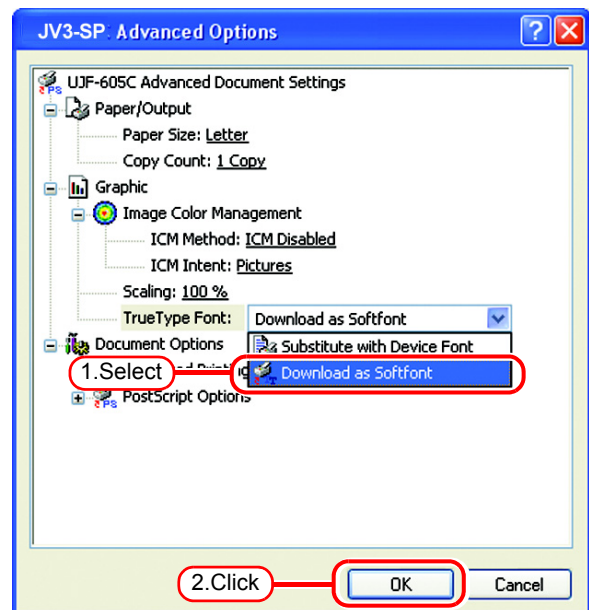 JV3-SP: Advanced Options
UJF-605C Advanced Document Settings
Paper/Output
Paper Size: Letter
Copy Count: 1 Copy
Graphic
Image Color Management
ICM Method: ICM Disabled
ICM Intent: Pictures
Scaling: 100 %
TrueType Font: Download as Softfont
Document Options
Substitute with Device Font
1.Select
Download as Softfont
PostScript Options
2.Click
OK
Cancel